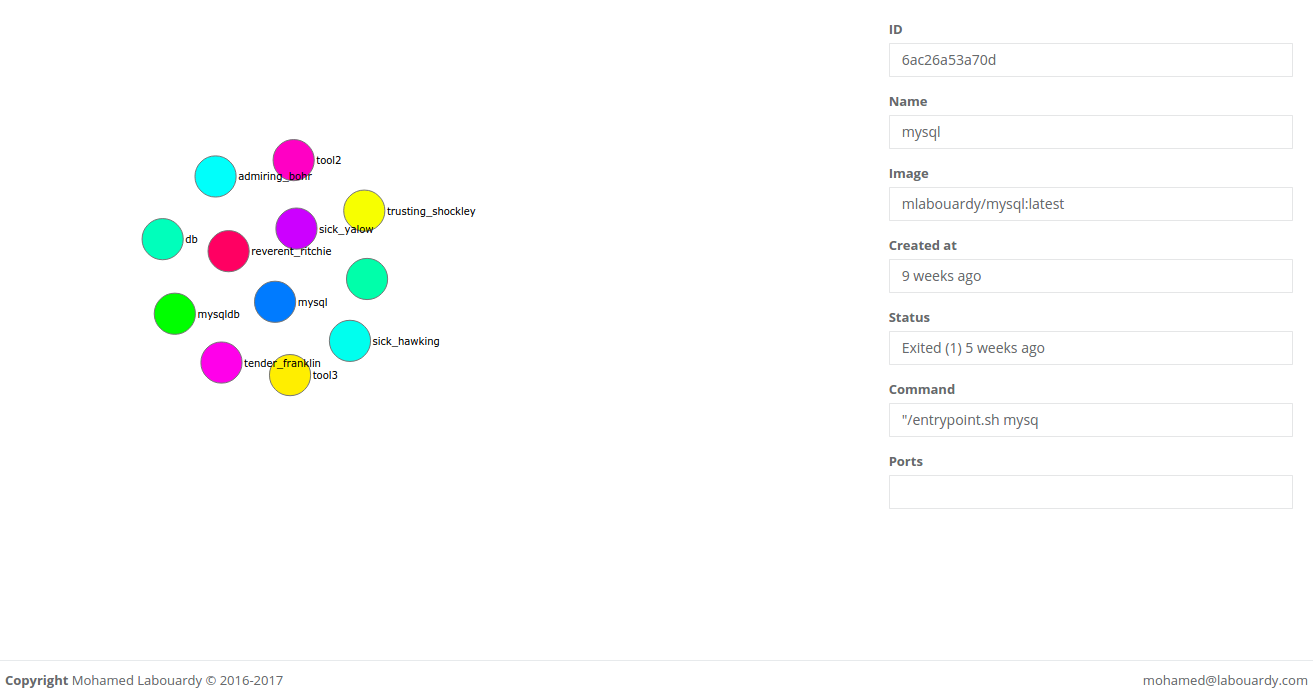 tool2
admiring_bohr
trusting_shockley
sick_yalow
db
reverent_ritchie
mysql
mysqldb
sick_hawking
tender_franklin
tool3
ID
6ac26a53a70d
Name
mysql
Image
mlabouardy/mysql:latest
Created at
9 weeks ago
Status
Exited (1) 5 weeks ago
Command
"/entrypoint.sh mysq
Ports
Copyright Mohamed Labouardy © 2016-2017
mohamed@labouardy.com